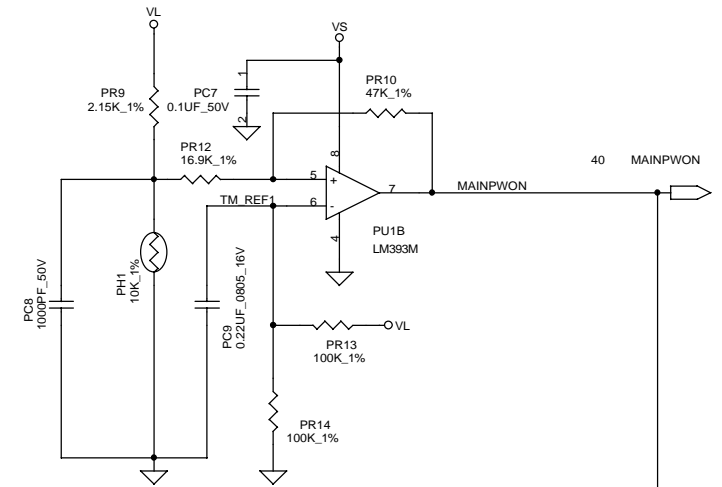 VL
VS
PR9
2.15K_1%
PC7
0.1UF_50V
1
2
PR10
47K_1%
PR12
16.9K_1%
8
5
+
6
-
7
4
TM_REF1
MAINPWON
40 MAINPWON
PU1B
LM393M
PC8
1000PF_50V
PH1
10K_1%
PC9
0.22UF_0805_16V
PR13
100K_1%
VL
PR14
100K_1%